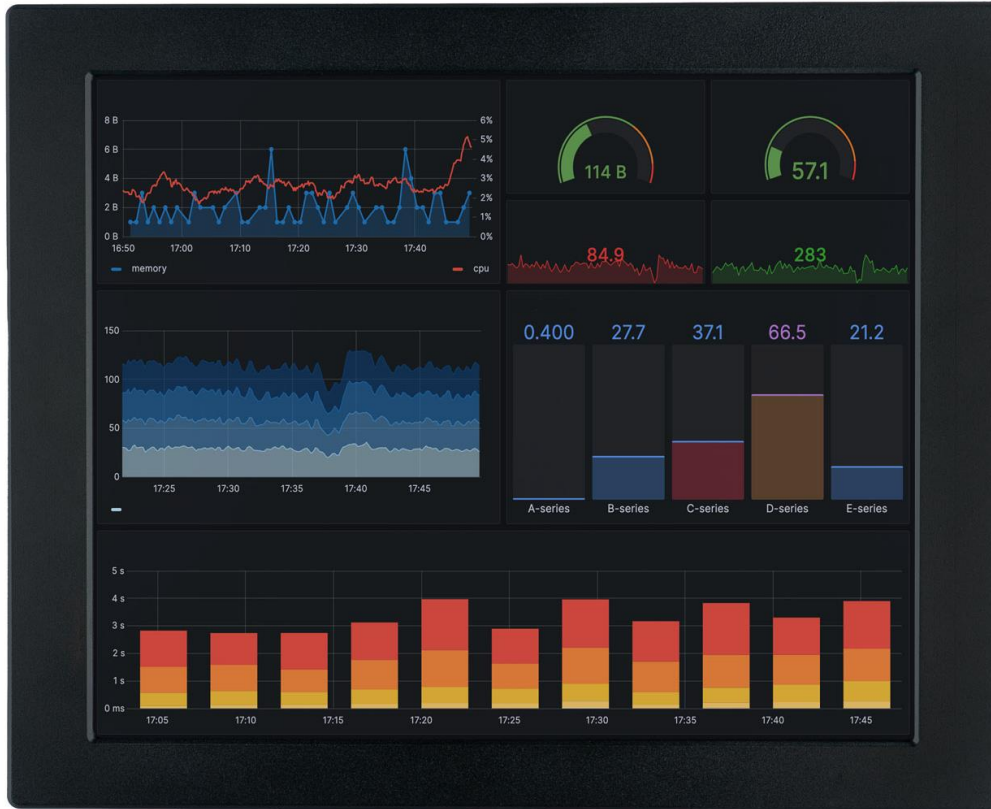 8 B
6 B
4 B
2 B
0 B
6%
5%
4%
3%
2%
1%
0%
16:50 17:00 17:10 17:20 17:30 17:40
memory cpu
114 B
57.1
84.9
283
150
100
50
0
17:25 17:30 17:35 17:40 17:45
0.400 27.7 37.1 66.5 21.2
A-series B-series C-series D-series E-series
5 s
4 s
3 s
2 s
1 s
0 ms
17:05 17:10 17:15 17:20 17:25 17:30 17:35 17:40 17:45